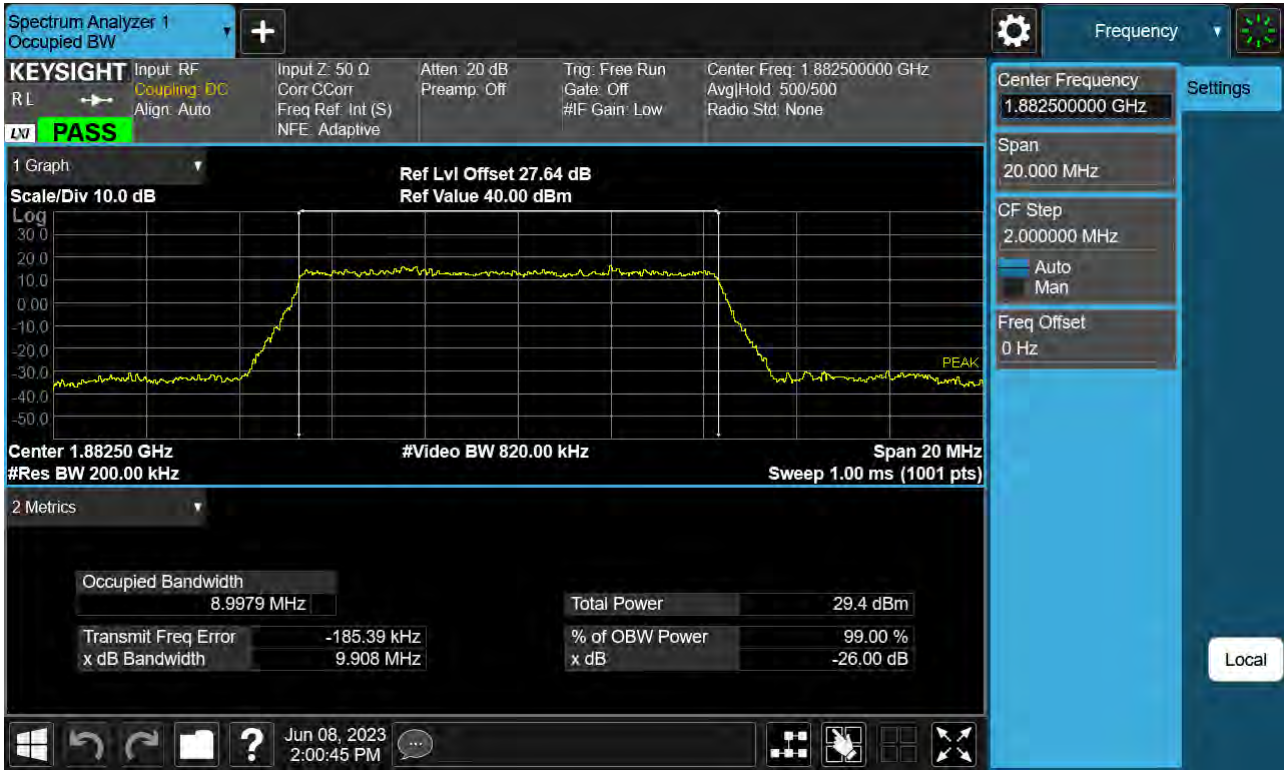 Spectrum Analyzer 1
Occupied BW
Frequency
KEYSIGHT
R L
LXI PASS
Input: RF
Coupling: DC
Align: Auto
Input Z: 50 Ω
Corr CCorr
Freq Ref: Int (S)
NFE: Adaptive
Atten: 20 dB
Preamp: Off
Trig: Free Run
Gate: Off
#IF Gain: Low
Center Freq: 1.882500000 GHz
Avg|Hold: 500/500
Radio Std: None
1 Graph
Scale/Div 10.0 dB
Ref Lvl Offset 27.64 dB
Ref Value 40.00 dBm
Log
30.0
20.0
10.0
0.00
-10.0
-20.0
-30.0
-40.0
-50.0
PEAK
Center 1.88250 GHz
#Video BW 820.00 kHz
Span 20 MHz
#Res BW 200.00 kHz
Sweep 1.00 ms (1001 pts)
2 Metrics
Occupied Bandwidth
8.9979 MHz
Total Power 29.4 dBm
Transmit Freq Error -185.39 kHz
% of OBW Power 99.00 %
x dB Bandwidth 9.908 MHz
x dB -26.00 dB
Center Frequency
1.882500000 GHz
Settings
Span
20.000 MHz
CF Step
2.000000 MHz
Auto
Man
Freq Offset
0 Hz
Local
?
Jun 08, 2023
2:00:45 PM